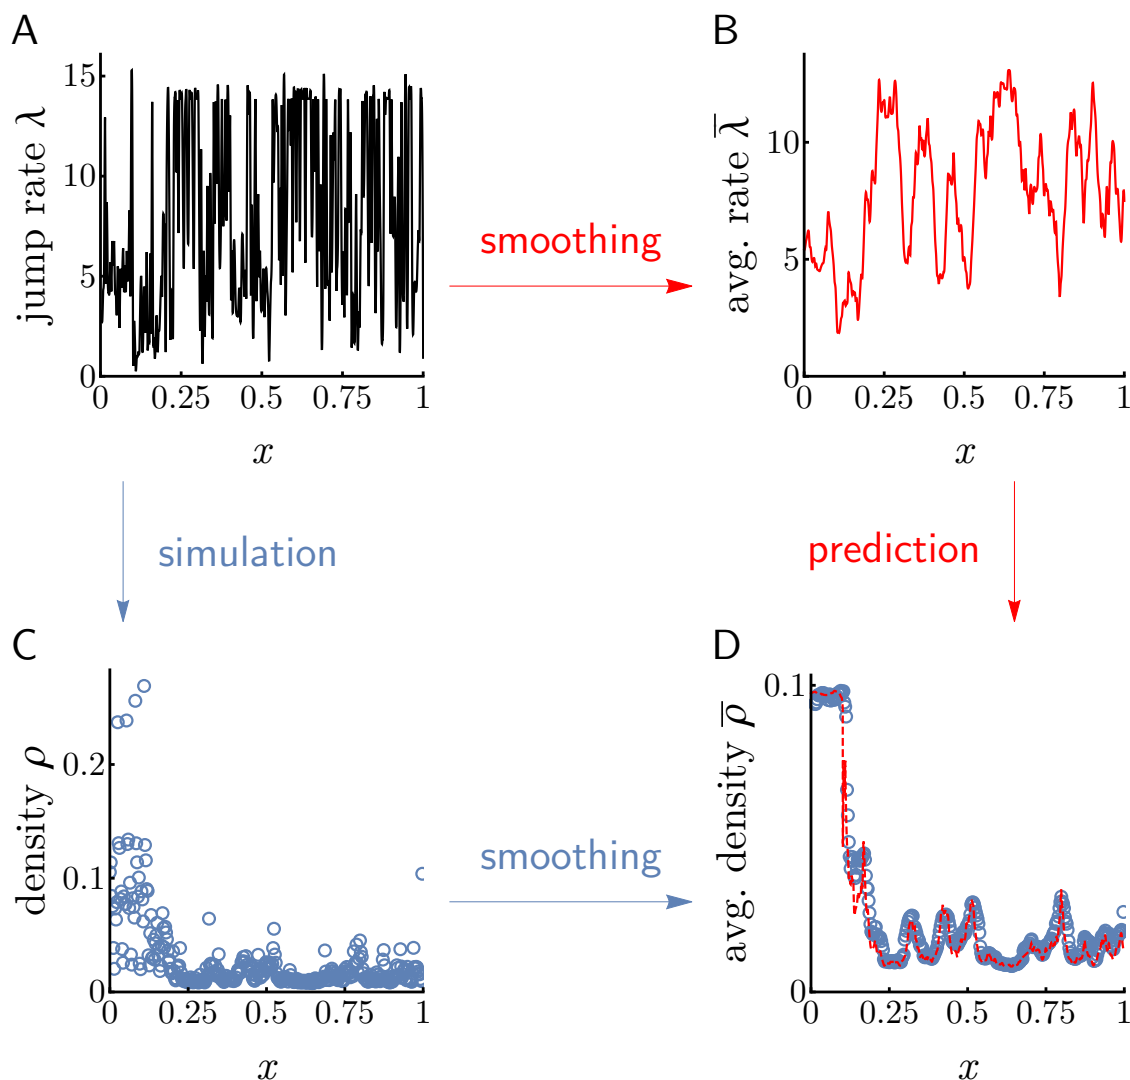 A
jump rate λ
15
10
5
0
0 0.25 0.5 0.75 1
x
smoothing
B
avg. rate λ̅
10
5
0
0 0.25 0.5 0.75 1
x
simulation
prediction
C
density ρ
0.2
0.1
0
0 0.25 0.5 0.75 1
x
smoothing
D
avg. density ρ̅
0.1
0
0 0.25 0.5 0.75 1
x